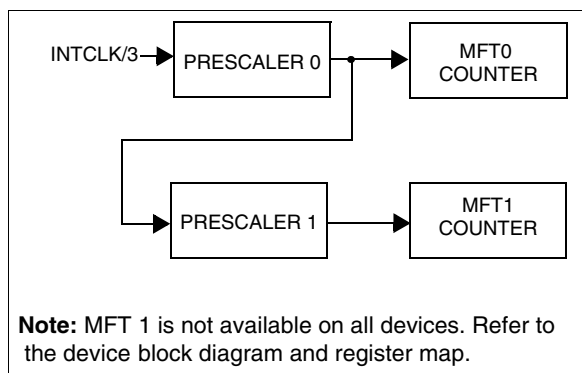 INTCLK/3
PRESCALER 0
MFT0
COUNTER
PRESCALER 1
MFT1
COUNTER
Note: MFT 1 is not available on all devices. Refer to
the device block diagram and register map.